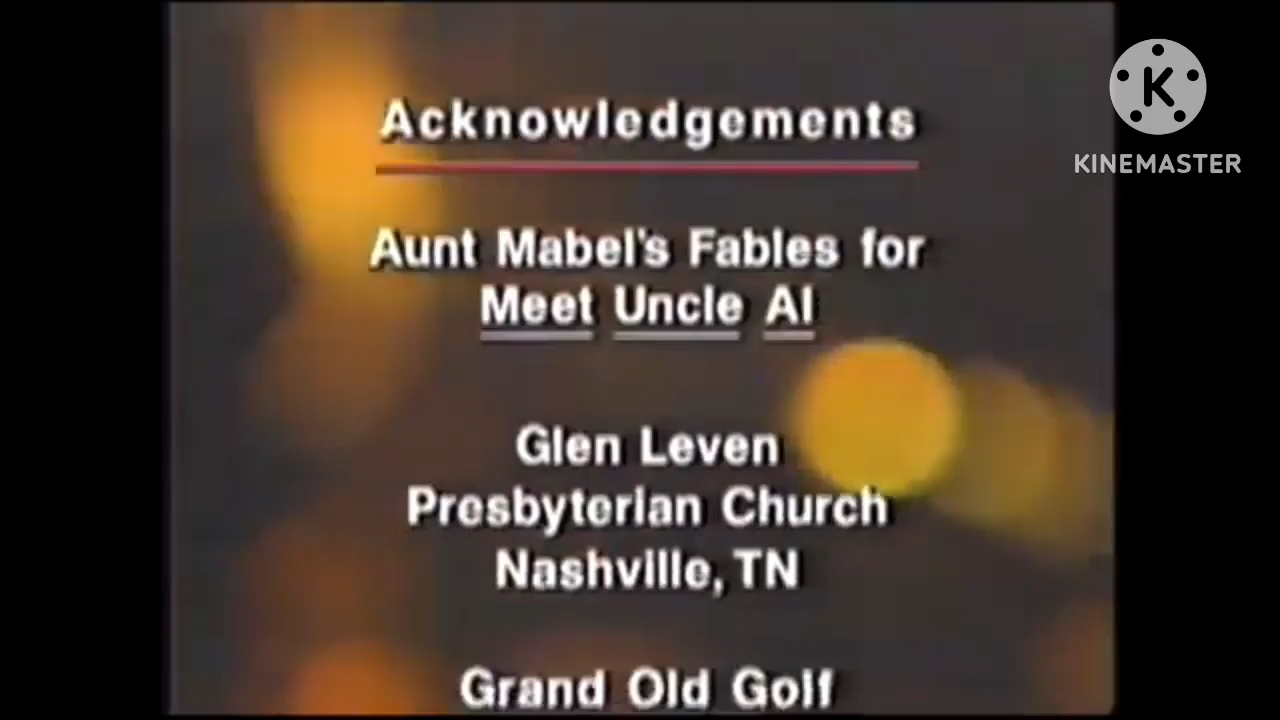 Acknowledgements
KINEMASTER
Aunt Mabel's Fables for
Meet Uncle Al
Glen Leven
Presbyterian Church
Nashville, TN
Grand Old Golf